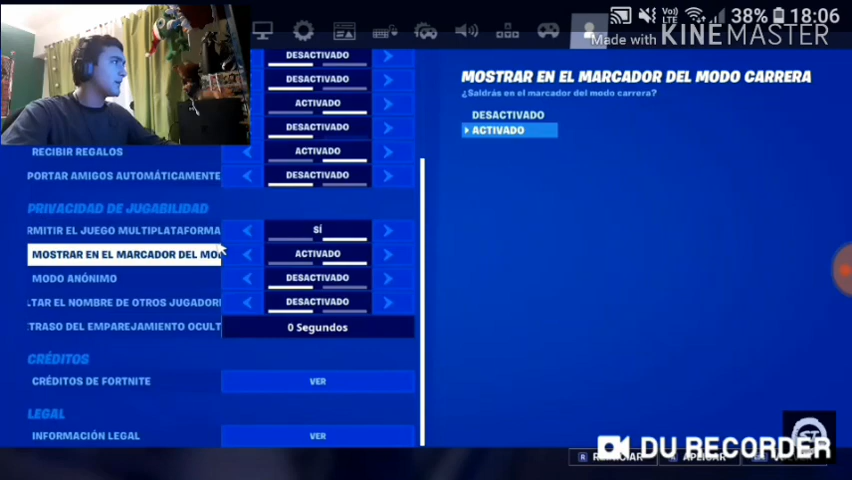 38% 18:06
Made with KINEMASTER
DESACTIVADO
DESACTIVADO
ACTIVADO
DESACTIVADO
RECIBIR REGALOS ACTIVADO
PORTAR AMIGOS AUTOMÁTICAMENTE DESACTIVADO
PRIVACIDAD DE JUGABILIDAD
RMITIR EL JUEGO MULTIPLATAFORMA SÍ
MOSTRAR EN EL MARCADOR DEL MO ACTIVADO
MODO ANÓNIMO DESACTIVADO
LTAR EL NOMBRE DE OTROS JUGADOR DESACTIVADO
TRASO DEL EMPAREJAMIENTO OCULT 0 Segundos
CRÉDITOS
CRÉDITOS DE FORTNITE VER
LEGAL
INFORMACIÓN LEGAL VER
MOSTRAR EN EL MARCADOR DEL MODO CARRERA
¿Saldrás en el marcador del modo carrera?
DESACTIVADO
ACTIVADO
DU RECORDER